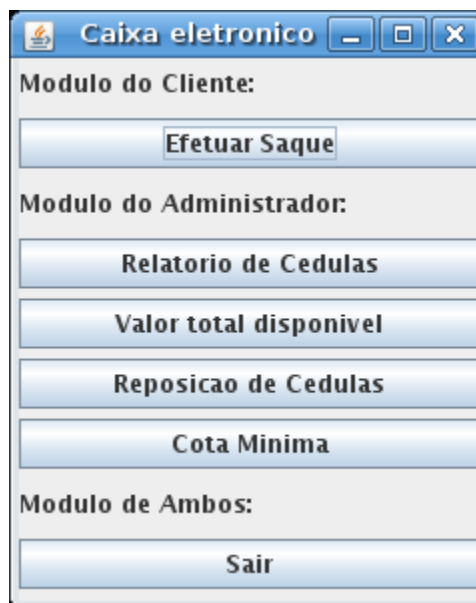 Caixa eletronico
Modulo do Cliente:
Efetuar Saque
Modulo do Administrador:
Relatorio de Cedulas
Valor total disponivel
Reposicao de Cedulas
Cota Minima
Modulo de Ambos:
Sair